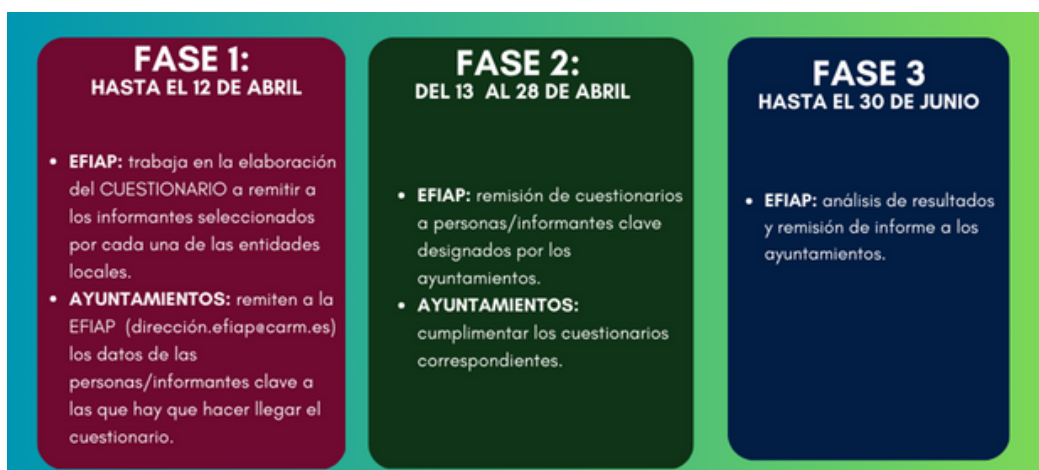 FASE 1:
HASTA EL 12 DE ABRIL
• EFIAP: trabaja en la elaboración
del CUESTIONARIO a remitir a
los informantes seleccionados
por cada una de las entidades
locales.
• AYUNTAMIENTOS: remiten a la
EFIAP (dirección.efiap@carm.es)
los datos de las
personas/informantes clave a
las que hay que hacer llegar el
cuestionario.
FASE 2:
DEL 13 AL 28 DE ABRIL
• EFIAP: remisión de cuestionarios
a personas/informantes clave
designados por los
ayuntamientos.
• AYUNTAMIENTOS:
cumplimentar los cuestionarios
correspondientes.
FASE 3
HASTA EL 30 DE JUNIO
• EFIAP: análisis de resultados
y remisión de informe a los
ayuntamientos.